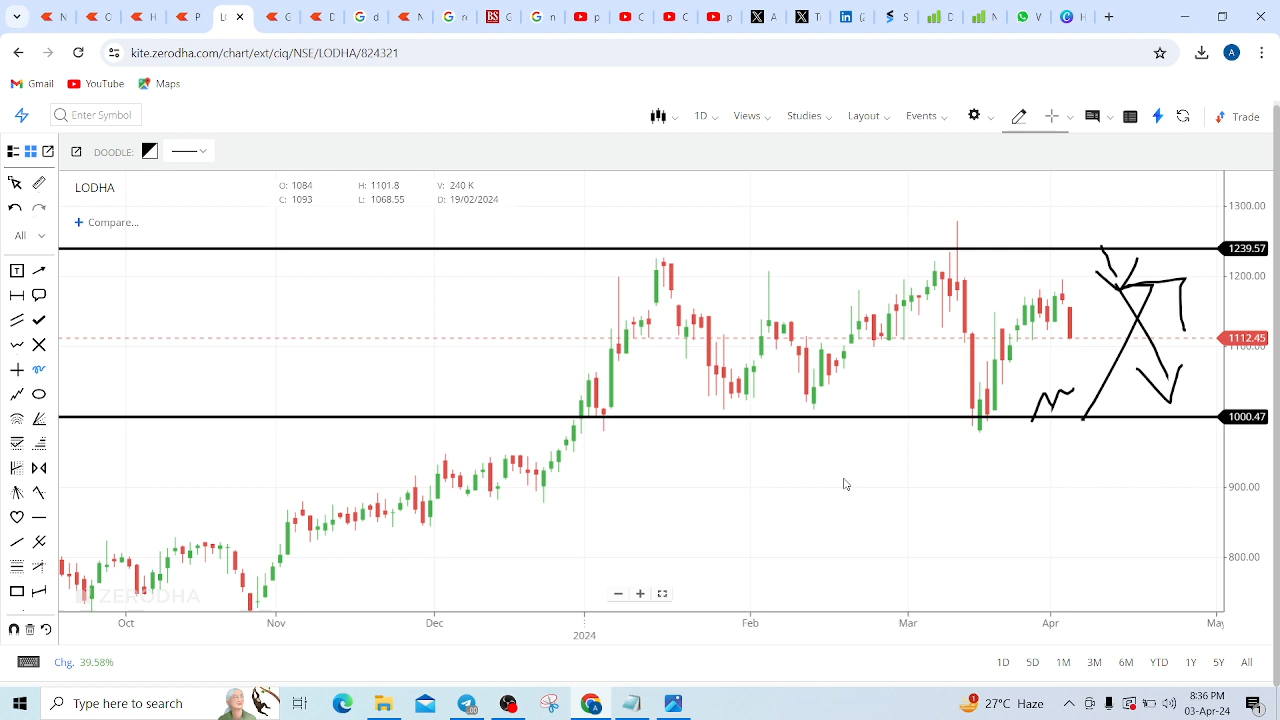 G
n
BS
C
n
p
C
C
p
A
T
S
D
N
H
kite.zerodha.com/chart/ext/ciq/NSE/LODHA/824321
A
Gmail
YouTube
Maps
Enter Symbol
1D
Views
Studies
Layout
Events
Trade
DOODLE:
LODHA
O: 1084
H: 1101.8
V: 240 K
C: 1093
L: 1068.55
D: 19/02/2024
Compare...
All
1300.00
1239.57
1200.00
1112.45
1100.00
1000.47
900.00
800.00
ZERODHA
Oct
Nov
Dec
2024
Feb
Mar
Apr
May
Chg. 39.58%
1D
5D
1M
3M
6M
YTD
1Y
5Y
All
Type here to search
27°C Haze
8:36 PM
03-Apr-24